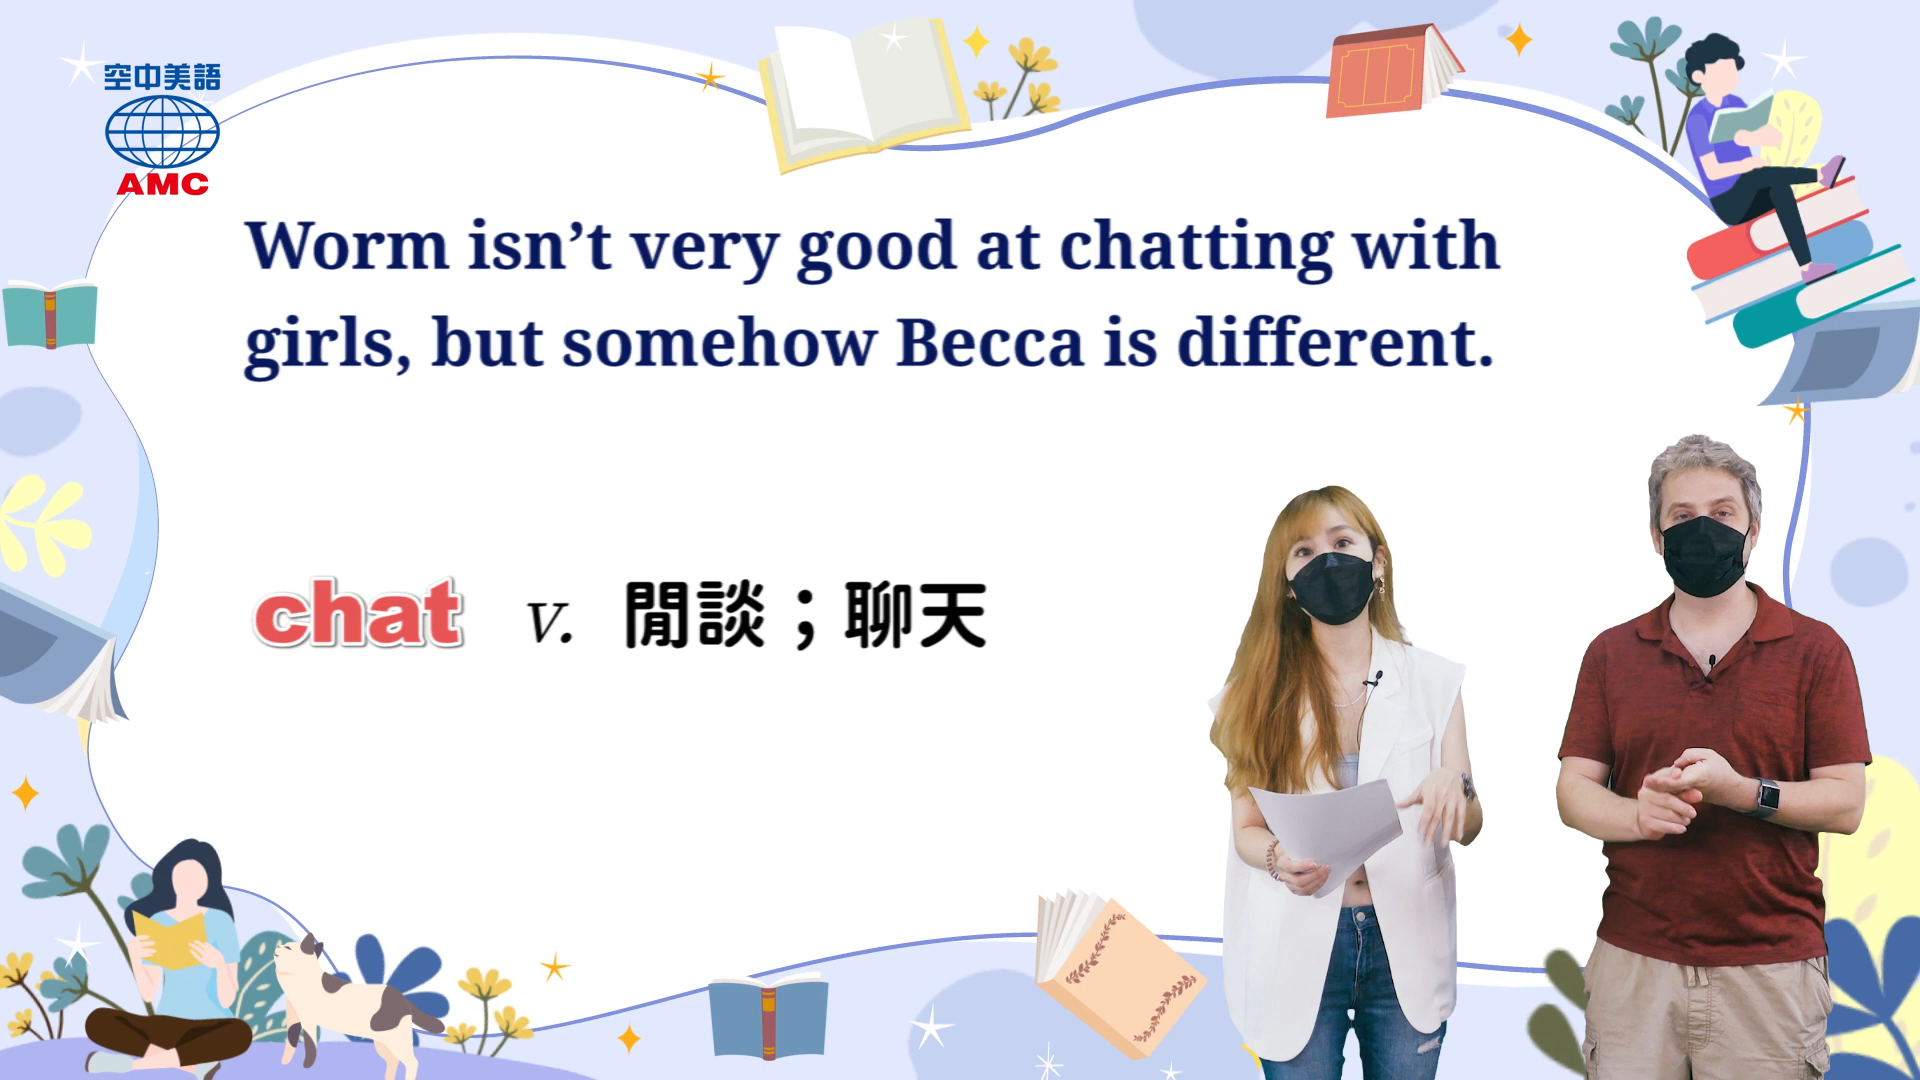 空中美語
AMC
Worm isn’t very good at chatting with
girls, but somehow Becca is different.
chat v. 閒談；聊天